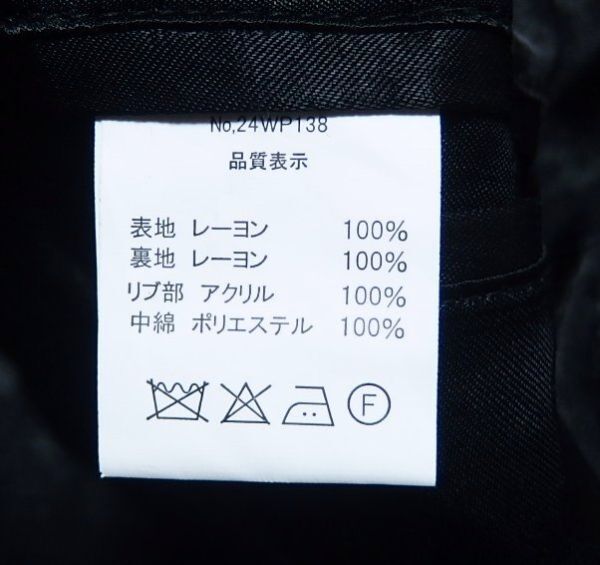 No,24WP138
品質表示
表地 レーヨン 100%
裏地 レーヨン 100%
リブ部 アクリル 100%
中綿 ポリエステル 100%
F